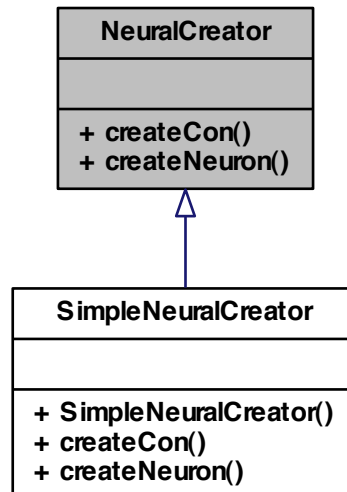 NeuralCreator
+ createCon()
+ createNeuron()
SimpleNeuralCreator
+ SimpleNeuralCreator()
+ createCon()
+ createNeuron()